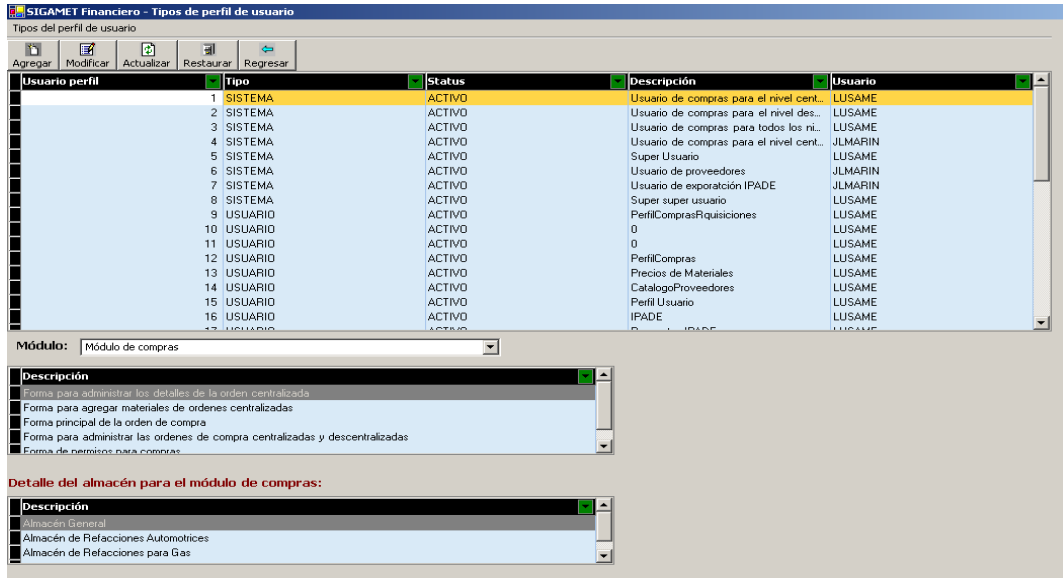 SIGAMET Financiero - Tipos de perfil de usuario
Tipos del perfil de usuario
Agregar Modificar Actualizar Restaurar Regresar
Usuario perfil Tipo Status Descripción Usuario
1 SISTEMA ACTIVO Usuario de compras para el nivel cent... LUSAME
2 SISTEMA ACTIVO Usuario de compras para el nivel des... LUSAME
3 SISTEMA ACTIVO Usuario de compras para todos los ni... LUSAME
4 SISTEMA ACTIVO Usuario de compras para el nivel cent... JLMARIN
5 SISTEMA ACTIVO Super Usuario LUSAME
6 SISTEMA ACTIVO Usuario de proveedores JLMARIN
7 SISTEMA ACTIVO Usuario de exporatción IPADE JLMARIN
8 SISTEMA ACTIVO Super super usuario LUSAME
9 USUARIO ACTIVO PerfilComprasRquisiciones LUSAME
10 USUARIO ACTIVO 0 LUSAME
11 USUARIO ACTIVO 0 LUSAME
12 USUARIO ACTIVO PerfilCompras LUSAME
13 USUARIO ACTIVO Precios de Materiales LUSAME
14 USUARIO ACTIVO CatalogoProveedores LUSAME
15 USUARIO ACTIVO Perfil Usuario LUSAME
16 USUARIO ACTIVO IPADE LUSAME
17 USUARIO ACTIVO IPADE LUSAME
Módulo: Módulo de compras
Descripción
Forma para administrar los detalles de la orden centralizada
Forma para agregar materiales de ordenes centralizadas
Forma principal de la orden de compra
Forma para administrar las ordenes de compra centralizadas y descentralizadas
Forma de permisos para compras
Detalle del almacén para el módulo de compras:
Descripción
Almacén General
Almacén de Refacciones Automotrices
Almacén de Refacciones para Gas